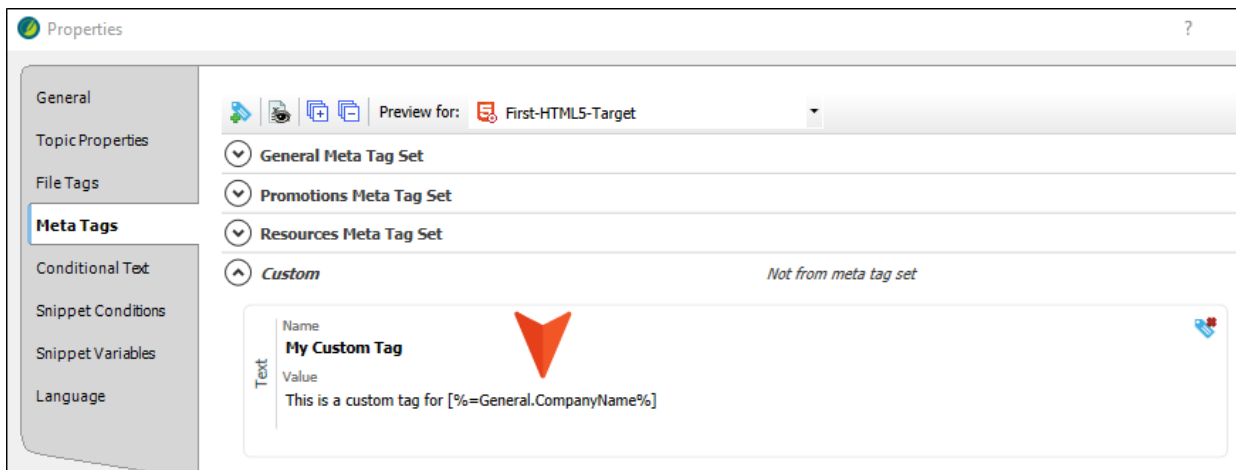 Properties
?
General
Topic Properties
File Tags
Meta Tags
Conditional Text
Snippet Conditions
Snippet Variables
Language
Preview for: First-HTML5-Target
General Meta Tag Set
Promotions Meta Tag Set
Resources Meta Tag Set
Custom Not from meta tag set
Text
Name
My Custom Tag
Value
This is a custom tag for [%=General.CompanyName%]